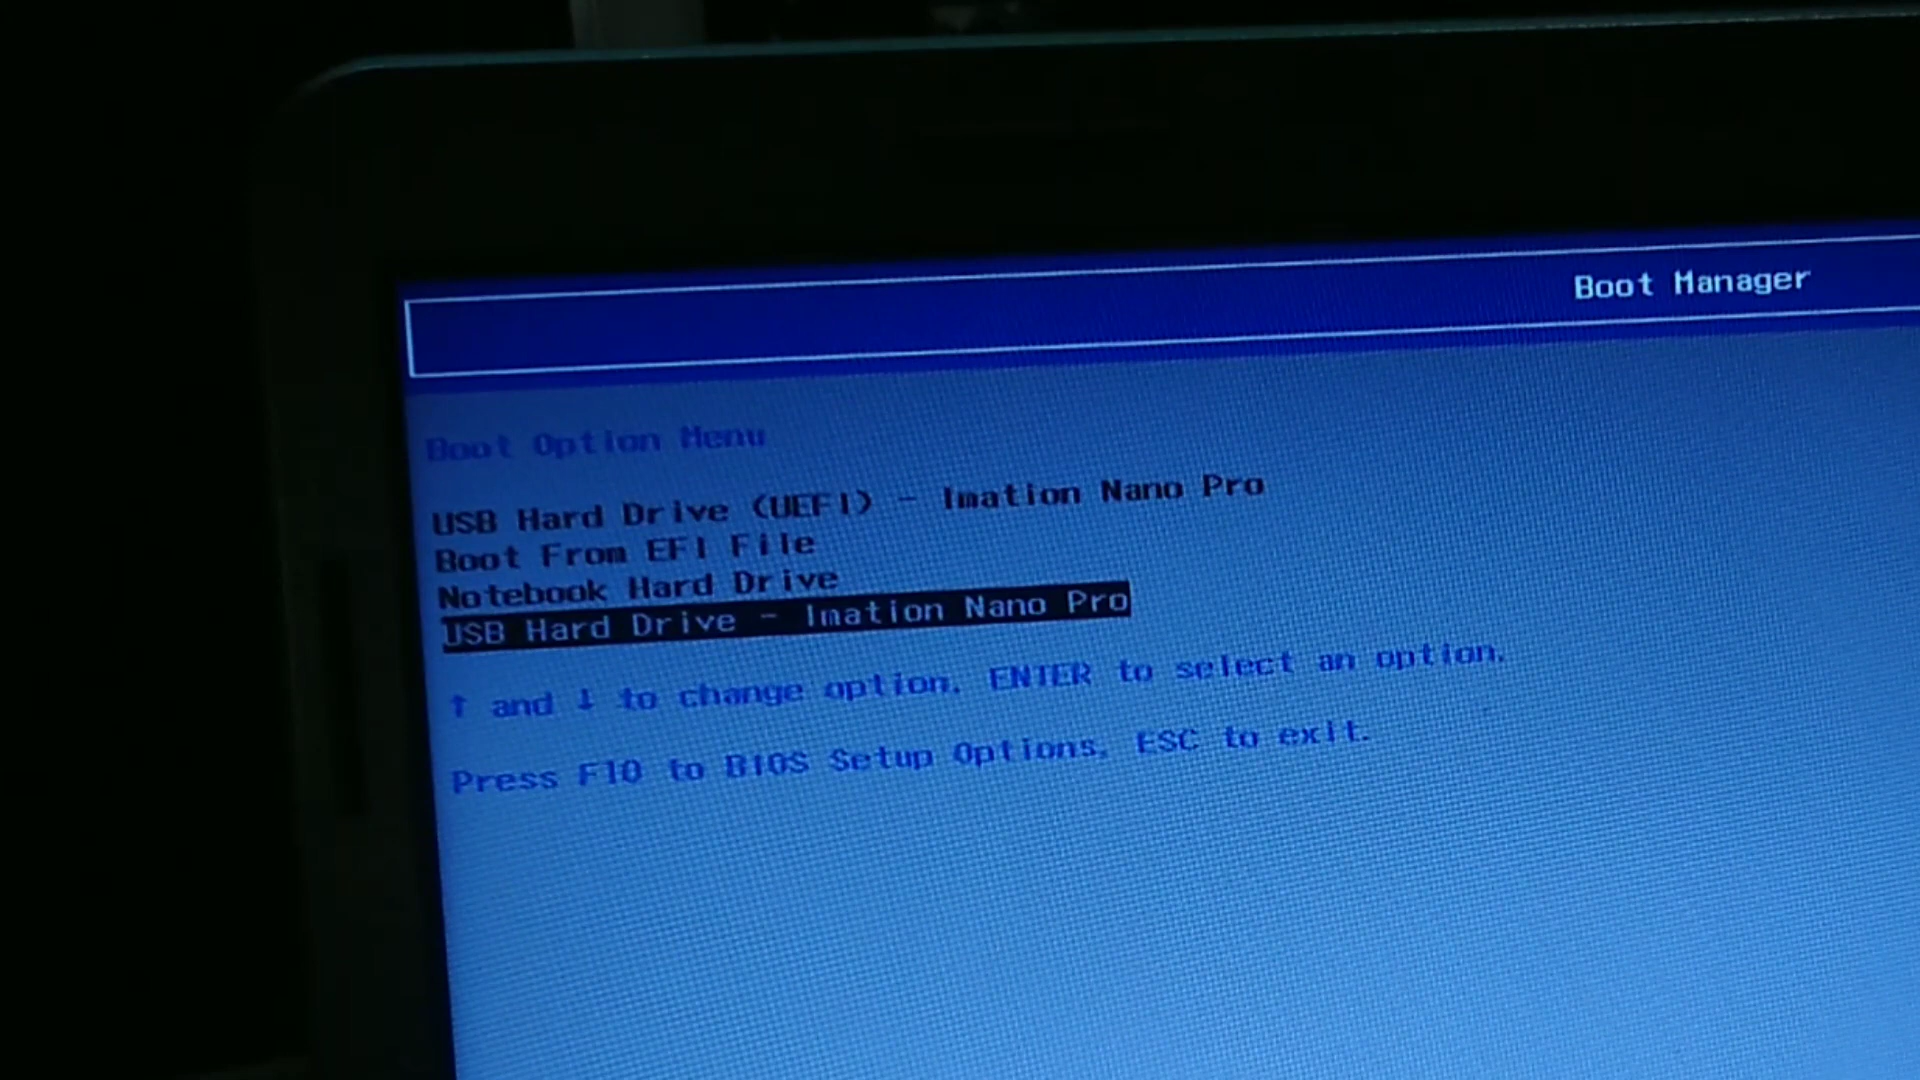 Boot Manager
Boot Option Menu
USB Hard Drive (UEFI) - Imation Nano Pro
Boot From EFI File
Notebook Hard Drive
USB Hard Drive - Imation Nano Pro
↑ and ↓ to change option, ENTER to select an option.
Press F10 to BIOS Setup Options, ESC to exit.